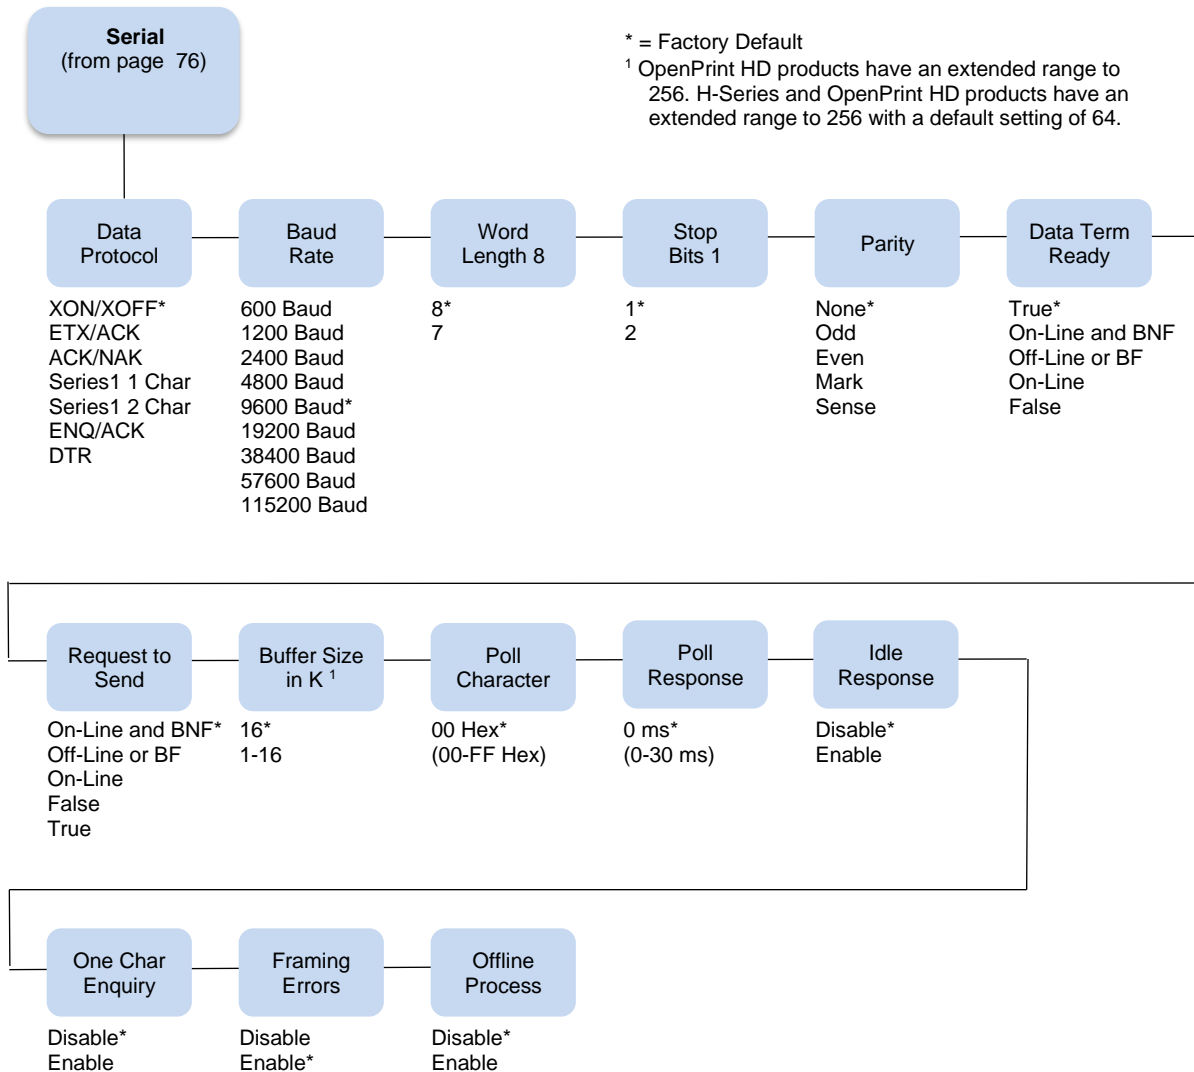 Serial
(from page 76)
* = Factory Default
1 OpenPrint HD products have an extended range to
256. H-Series and OpenPrint HD products have an
extended range to 256 with a default setting of 64.
Data
Protocol
XON/XOFF*
ETX/ACK
ACK/NAK
Series1 1 Char
Series1 2 Char
ENQ/ACK
DTR
Baud
Rate
600 Baud
1200 Baud
2400 Baud
4800 Baud
9600 Baud*
19200 Baud
38400 Baud
57600 Baud
115200 Baud
Word
Length 8
8*
7
Stop
Bits 1
1*
2
Parity
None*
Odd
Even
Mark
Sense
Data Term
Ready
True*
On-Line and BNF
Off-Line or BF
On-Line
False
Request to
Send
On-Line and BNF*
Off-Line or BF
On-Line
False
True
Buffer Size
in K 1
16*
1-16
Poll
Character
00 Hex*
(00-FF Hex)
Poll
Response
0 ms*
(0-30 ms)
Idle
Response
Disable*
Enable
One Char
Enquiry
Disable*
Enable
Framing
Errors
Disable
Enable*
Offline
Process
Disable*
Enable